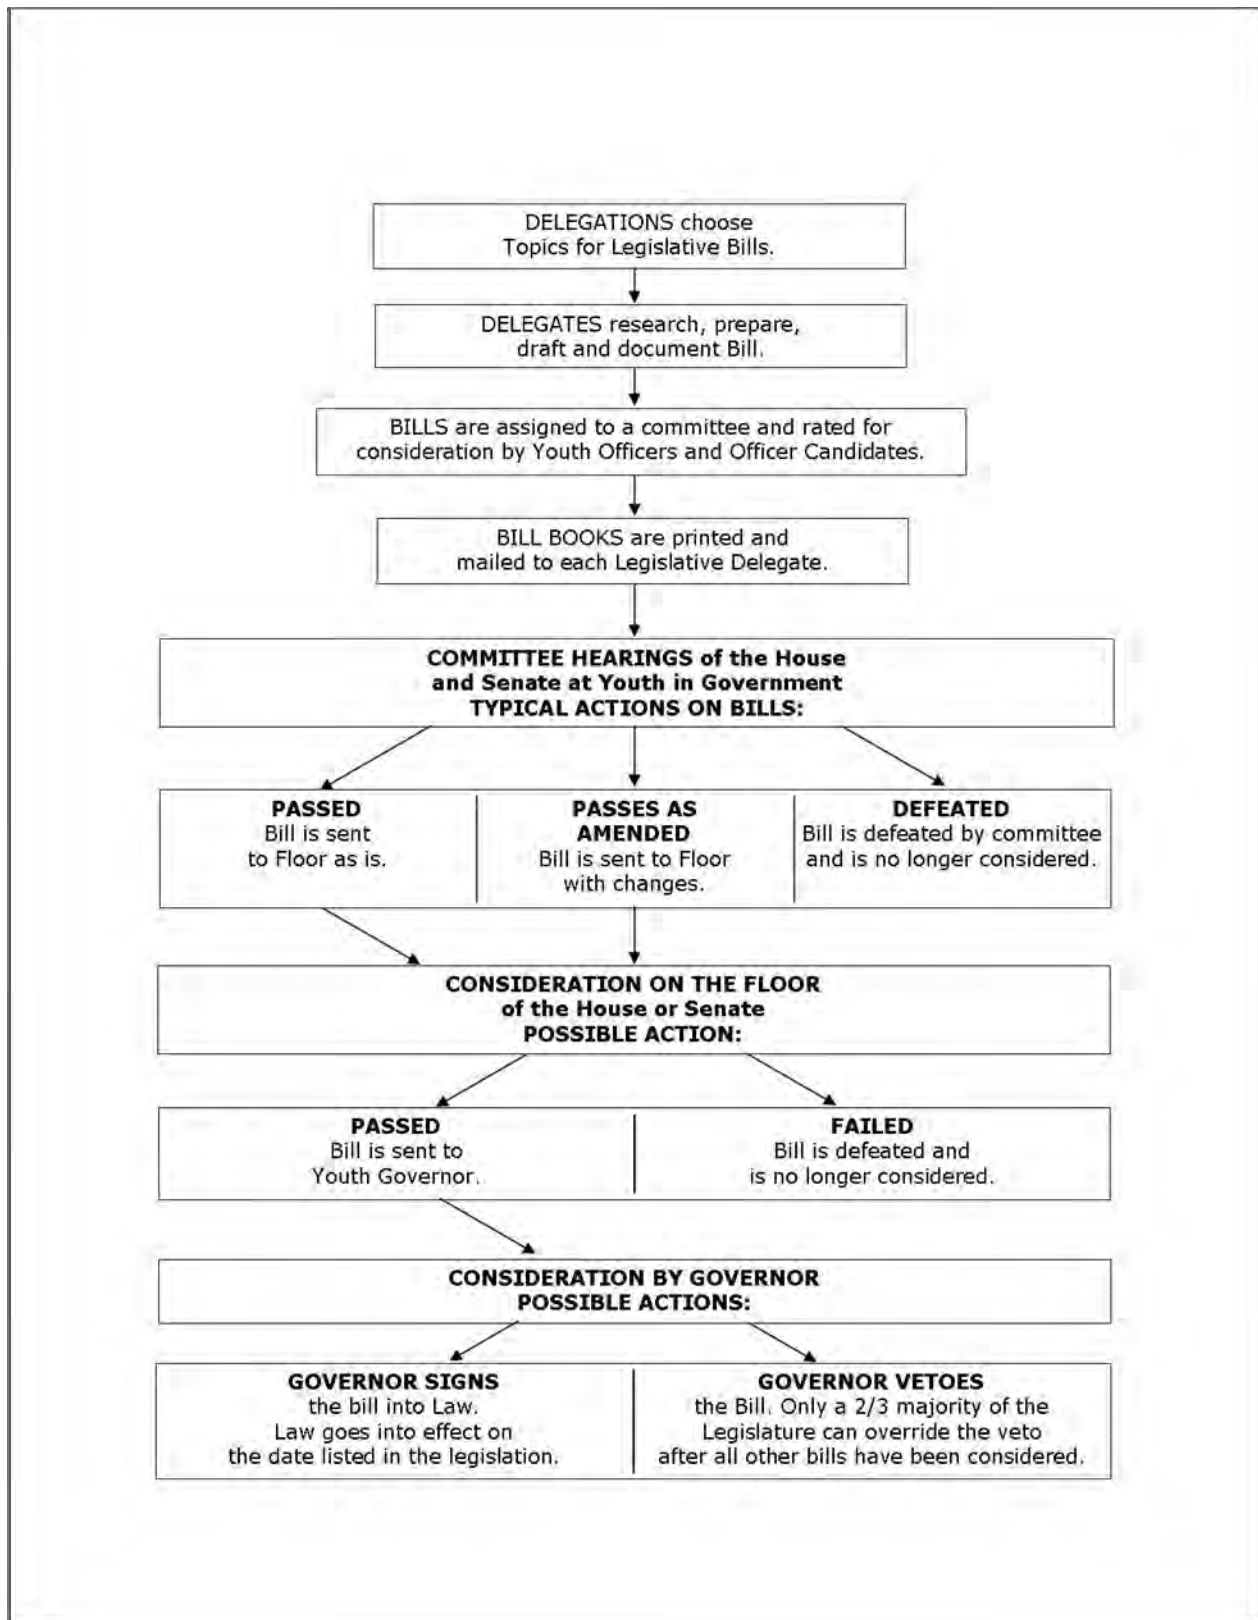 DELEGATIONS choose
Topics for Legislative Bills.
DELEGATES research, prepare,
draft and document Bill.
BILLS are assigned to a committee and rated for
consideration by Youth Officers and Officer Candidates.
BILL BOOKS are printed and
mailed to each Legislative Delegate.
COMMITTEE HEARINGS of the House
and Senate at Youth in Government
TYPICAL ACTIONS ON BILLS:
PASSED
Bill is sent
to Floor as is.
PASSES AS
AMENDED
Bill is sent to Floor
with changes.
DEFEATED
Bill is defeated by committee
and is no longer considered.
CONSIDERATION ON THE FLOOR
of the House or Senate
POSSIBLE ACTION:
PASSED
Bill is sent to
Youth Governor.
FAILED
Bill is defeated and
is no longer considered.
CONSIDERATION BY GOVERNOR
POSSIBLE ACTIONS:
GOVERNOR SIGNS
the bill into Law.
Law goes into effect on
the date listed in the legislation.
GOVERNOR VETOES
the Bill. Only a 2/3 majority of the
Legislature can override the veto
after all other bills have been considered.